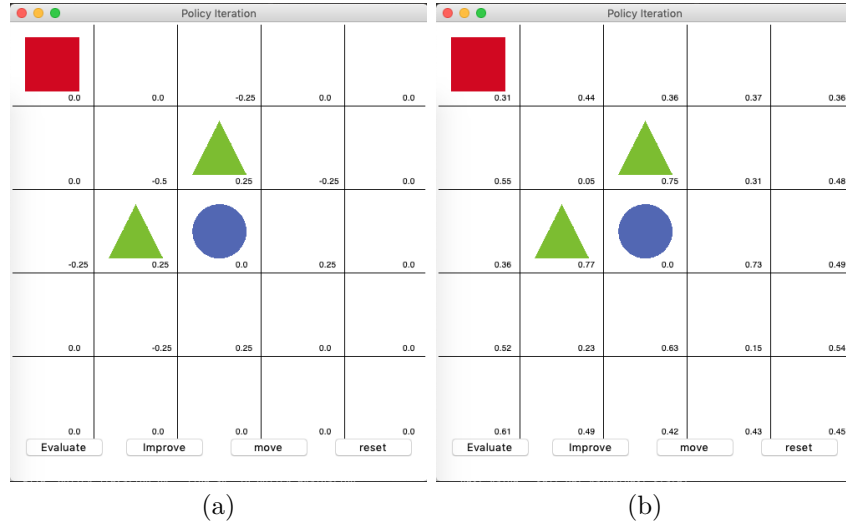 Policy Iteration
0.0 0.0 -0.25 0.0 0.0
0.0 -0.5 0.25 -0.25 0.0
-0.25 0.25 0.0 0.25 0.0
0.0 -0.25 0.25 0.0 0.0
0.0 0.0 0.0 0.0 0.0
Evaluate Improve move reset
(a)
Policy Iteration
0.31 0.44 0.36 0.37 0.36
0.55 0.05 0.75 0.31 0.48
0.36 0.77 0.0 0.73 0.49
0.52 0.23 0.63 0.15 0.54
0.61 0.49 0.42 0.43 0.45
Evaluate Improve move reset
(b)